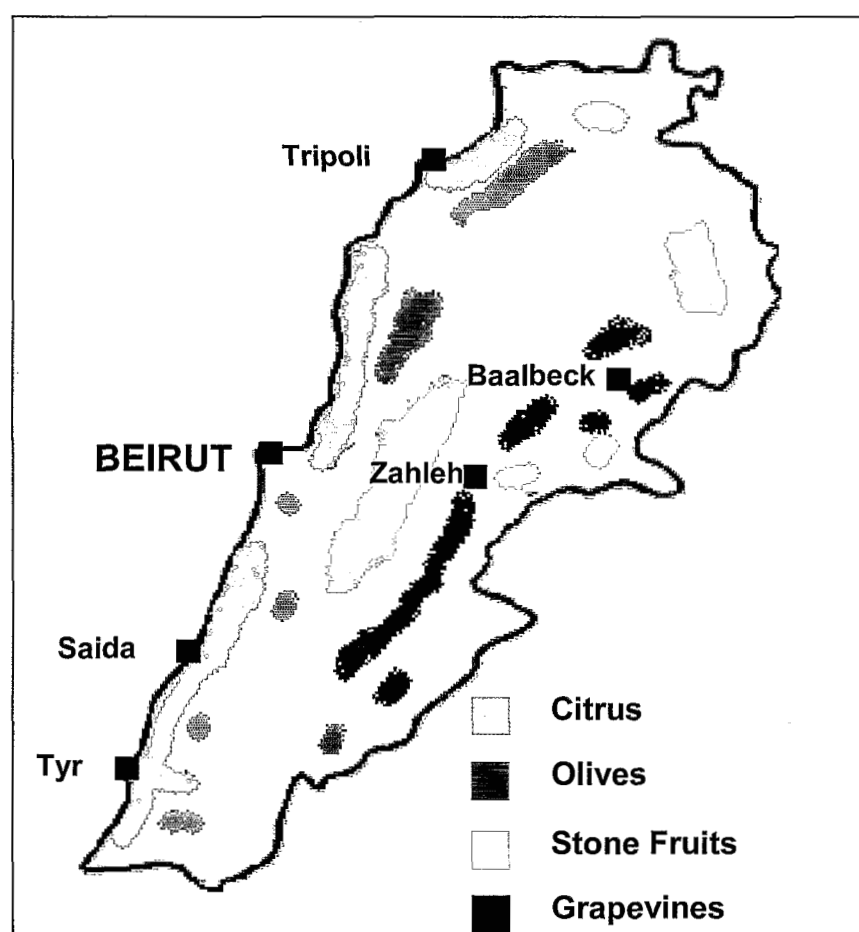 Tripoli
Baalbeck
BEIRUT
Zahleh
Saida
Tyr
Citrus
Olives
Stone Fruits
Grapevines